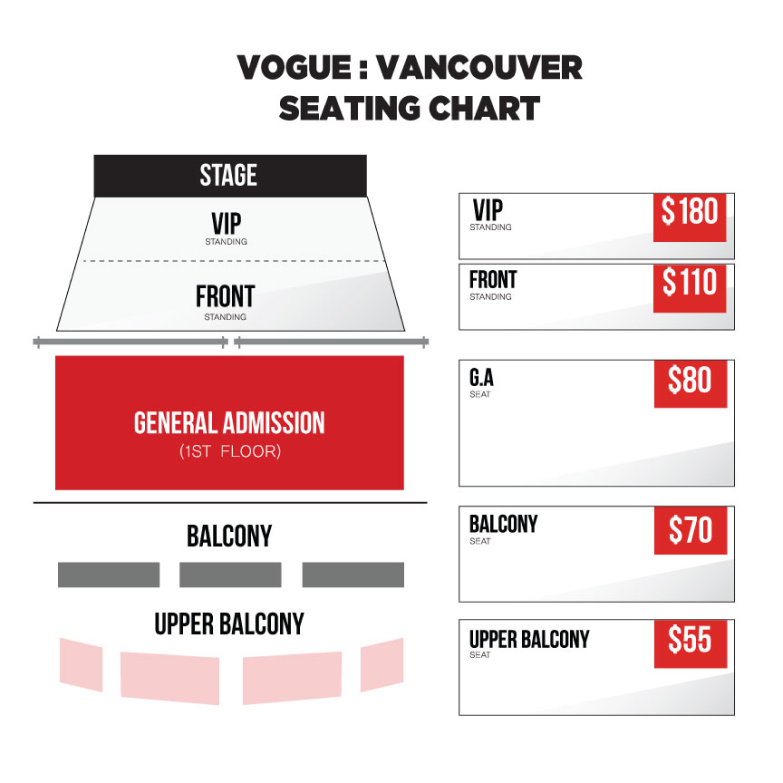 VOGUE : VANCOUVER
SEATING CHART
STAGE
VIP
STANDING
FRONT
STANDING
GENERAL ADMISSION
(1ST FLOOR)
BALCONY
UPPER BALCONY
VIP
STANDING
$180
FRONT
STANDING
$110
G.A
SEAT
$80
BALCONY
SEAT
$70
UPPER BALCONY
SEAT
$55